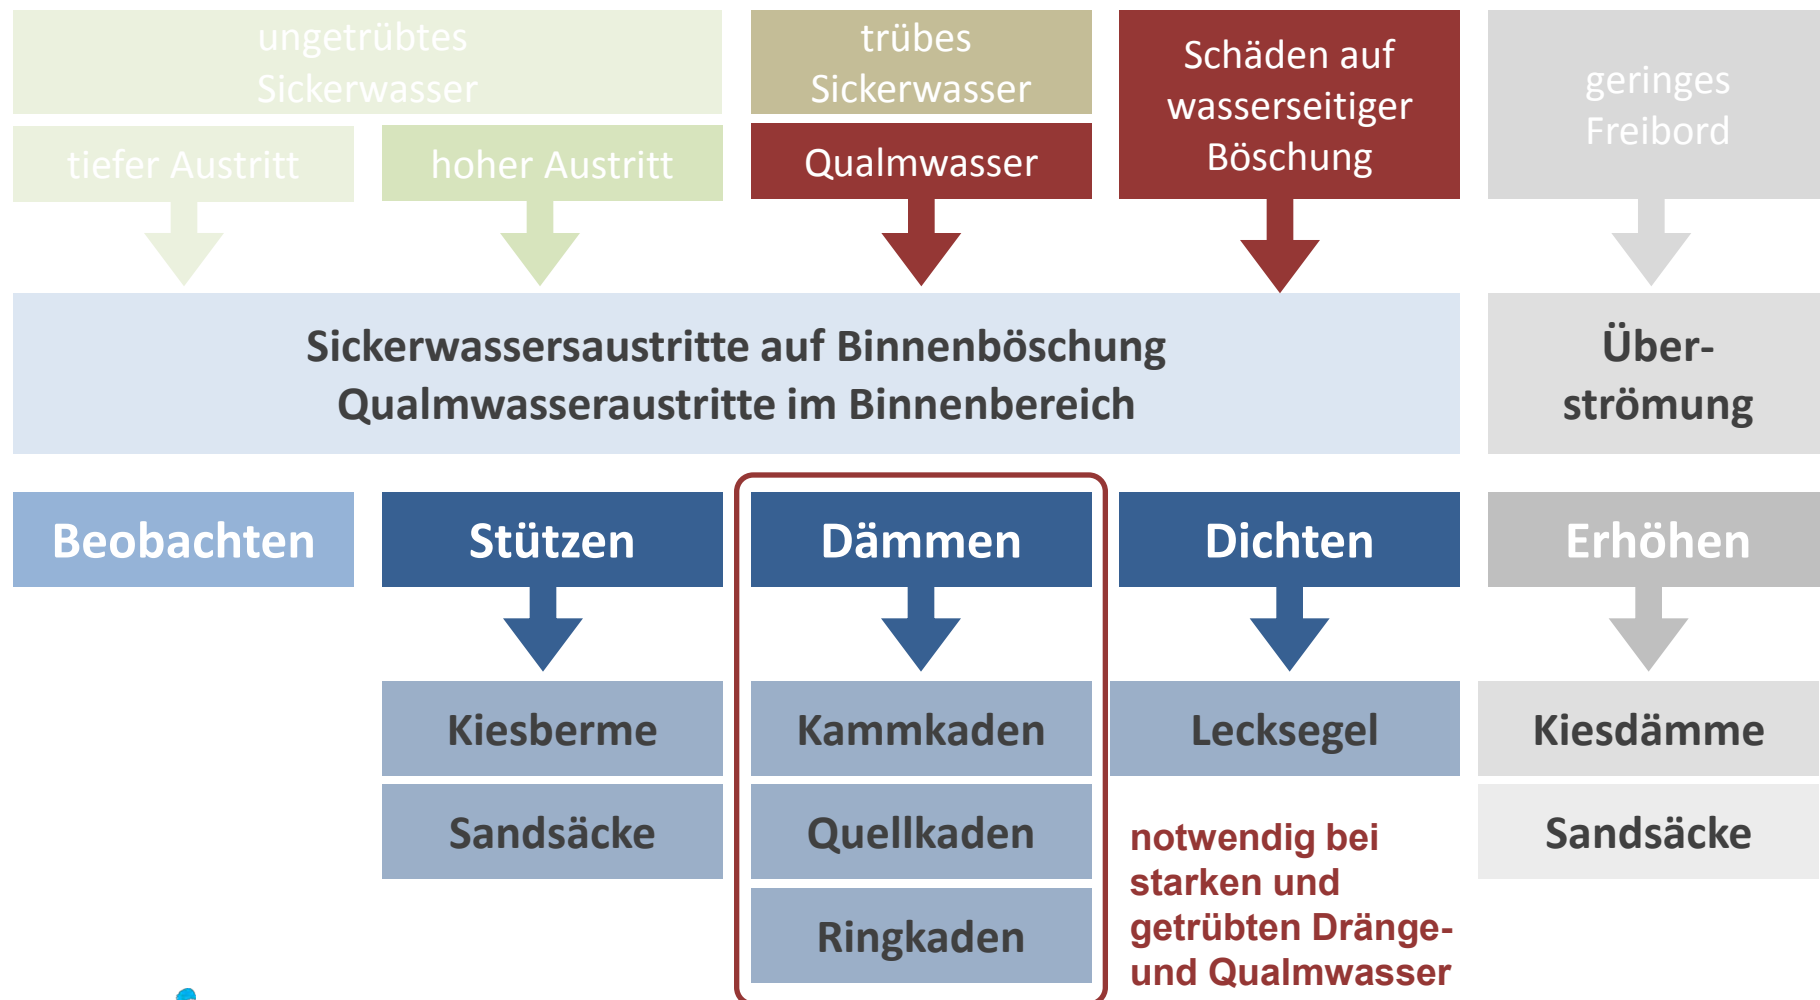 ungetrübtes
Sickerwasser
trübes
Sickerwasser
Schäden auf
wasserseitiger
Böschung
geringes
Freibord
tiefer Austritt
hoher Austritt
Qualmwasser
Sickerwassersaustritte auf Binnenböschung
Qualmwasseraustritte im Binnenbereich
Über-
strömung
Beobachten
Stützen
Dämmen
Dichten
Erhöhen
Kiesberme
Kammkaden
Lecksegel
Kiesdämme
Sandsäcke
Quellkaden
Sandsäcke
Ringkaden
notwendig bei
starken und
getrübten Dränge-
und Qualmwasser